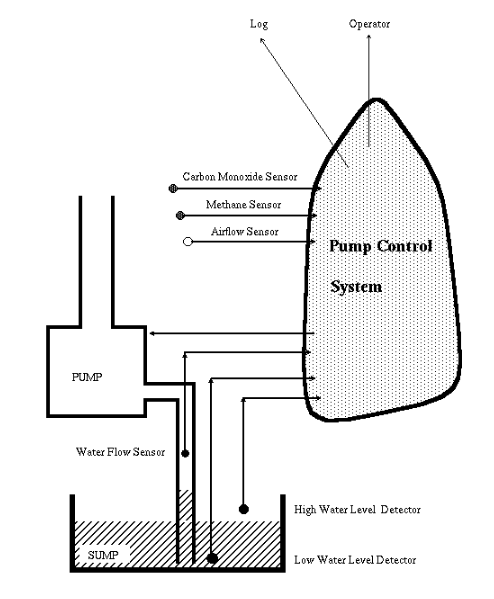 Log
Operator
Carbon Monoxide Sensor
Methane Sensor
Airflow Sensor
Pump Control
System
PUMP
Water Flow Sensor
High Water Level Detector
SUMP
Low Water Level Detector